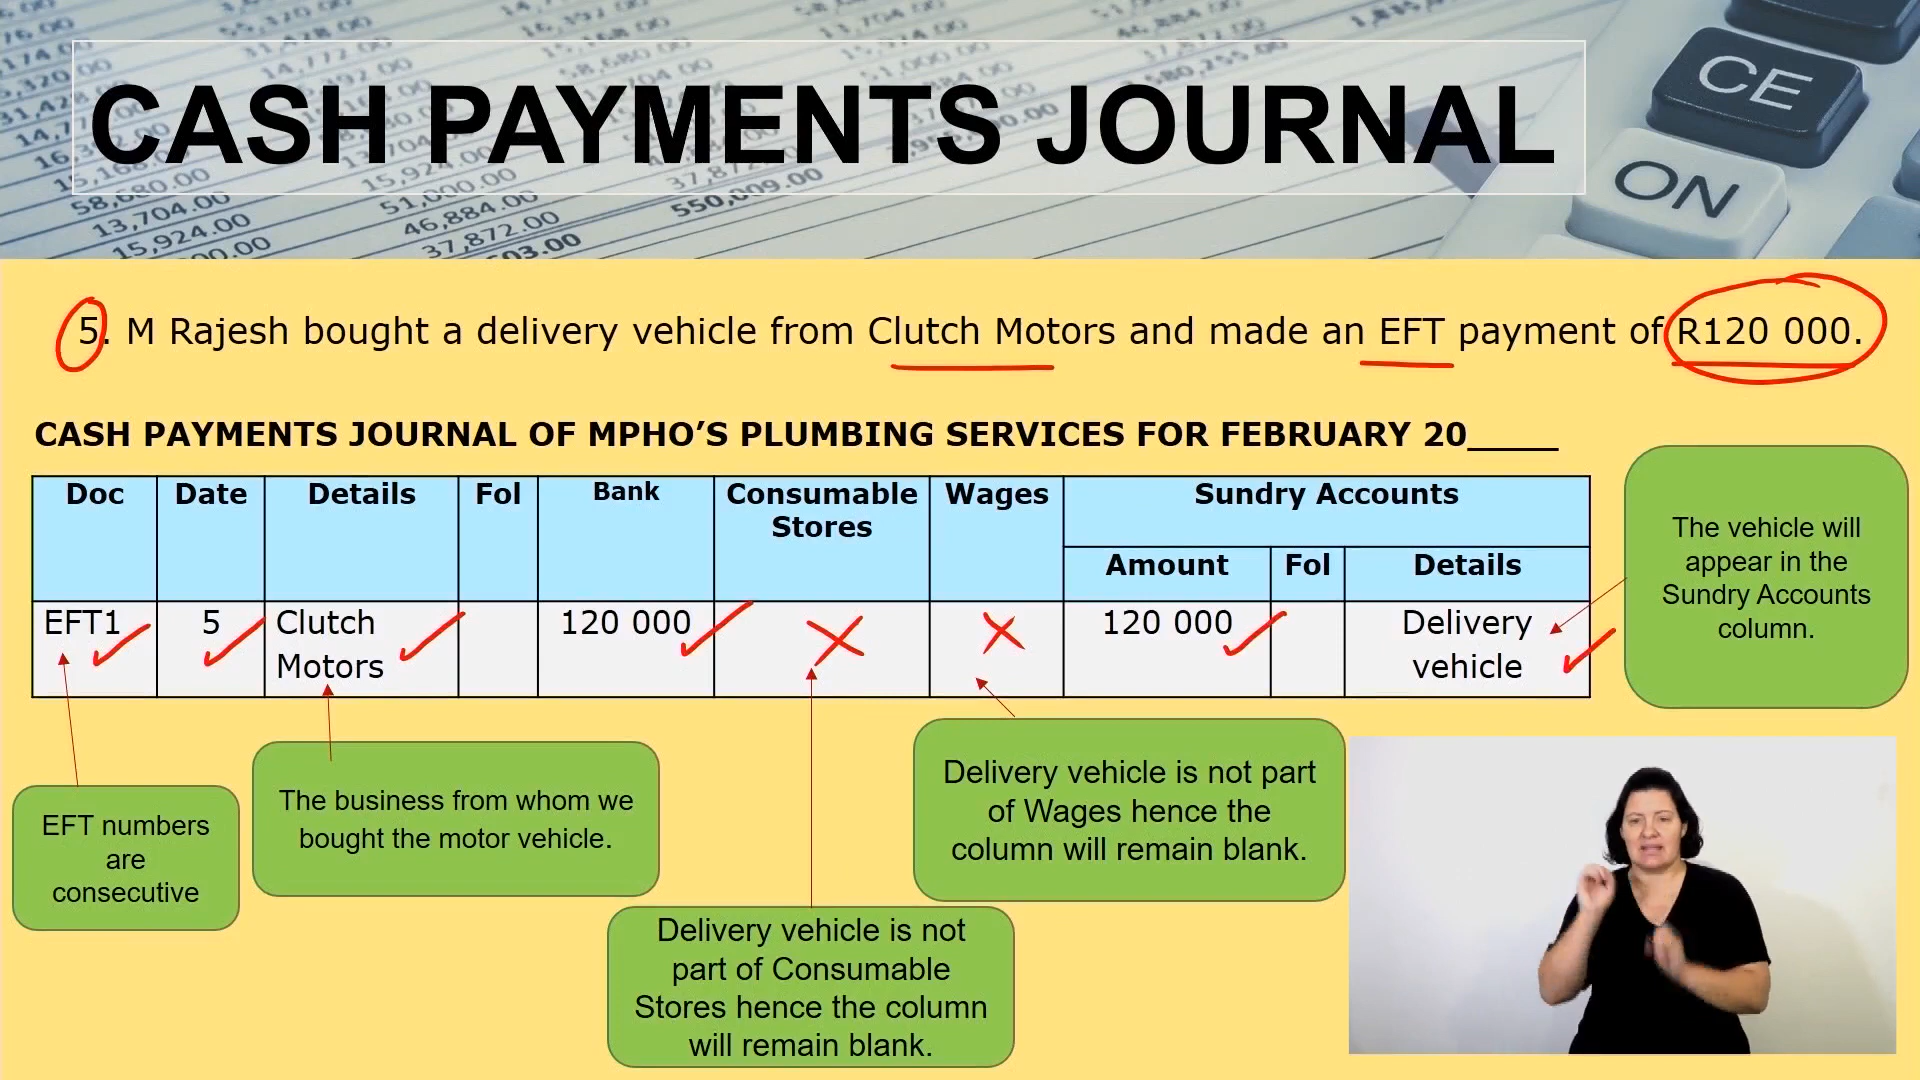 CASH PAYMENTS JOURNAL
CE
ON
5. M Rajesh bought a delivery vehicle from Clutch Motors and made an EFT payment of R120 000.
CASH PAYMENTS JOURNAL OF MPHO’S PLUMBING SERVICES FOR FEBRUARY 20_____
Doc Date Details Fol Bank Consumable Wages Sundry Accounts
Stores
Amount Fol Details
EFT1 5 Clutch 120 000 120 000 Delivery
Motors vehicle
The vehicle will
appear in the
Sundry Accounts
column.
EFT numbers
are
consecutive
The business from whom we
bought the motor vehicle.
Delivery vehicle is not
part of Consumable
Stores hence the column
will remain blank.
Delivery vehicle is not part
of Wages hence the
column will remain blank.